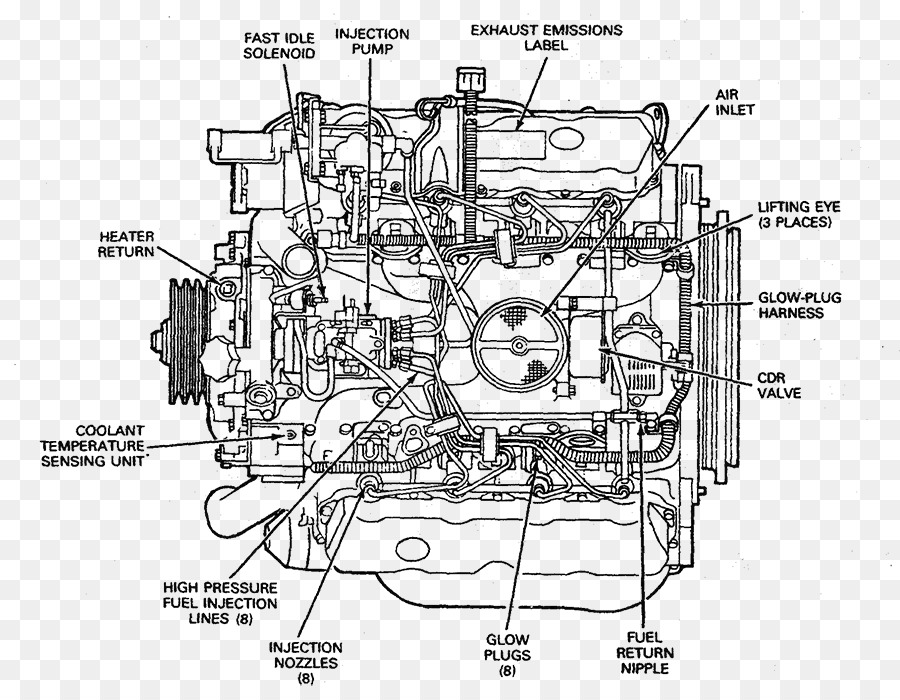 FAST IDLE
SOLENOID
INJECTION
PUMP
EXHAUST EMISSIONS
LABEL
AIR
INLET
LIFTING EYE
(3 PLACES)
HEATER
RETURN
GLOW-PLUG
HARNESS
CDR
VALVE
COOLANT
TEMPERATURE
SENSING UNIT
HIGH PRESSURE
FUEL INJECTION
LINES (8)
INJECTION
NOZZLES
(8)
GLOW
PLUGS
(8)
FUEL
RETURN
NIPPLE